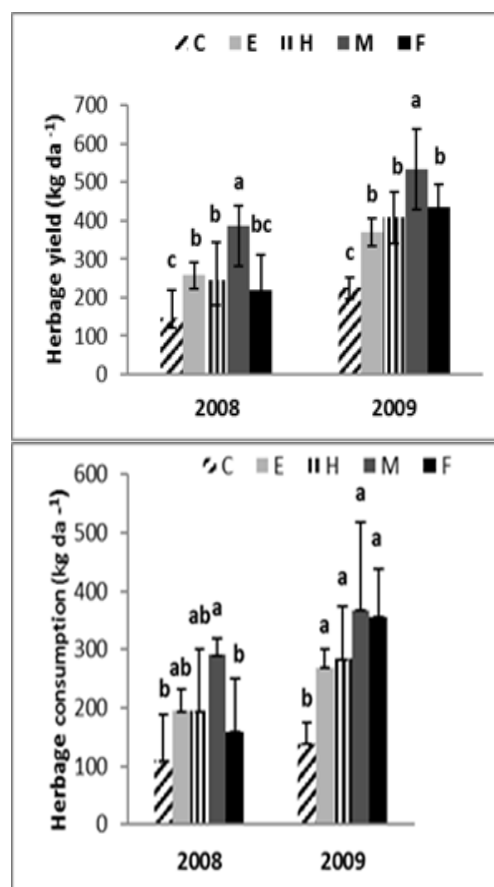 C E H M F
Herbage yield (kg da -1)
700
600
500
400
300
200
100
0
c b b a bc
c b b a b
2008 2009
C E H M F
Herbage consumption (kg da -1)
600
500
400
300
200
100
0
b ab ab a b
b a a a a
2008 2009